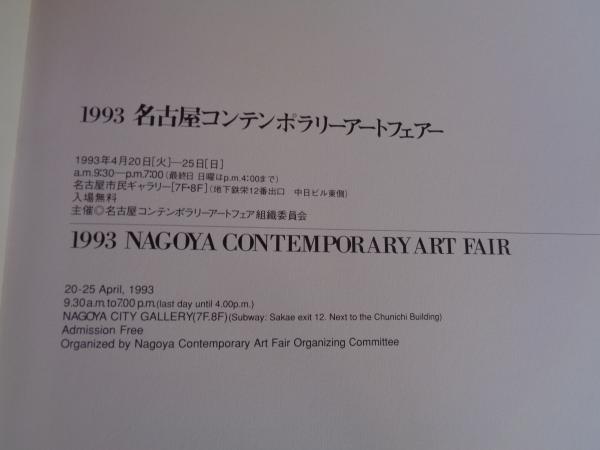 1993 名古屋コンテンポラリーアートフェアー
1993年4月20日[火]—25日[日]
a.m.9:30—p.m.7:00(最終日 日曜はp.m.4:00まで)
名古屋市民ギャラリー[7F•8F](地下鉄栄12番出口 中日ビル東側)
入場無料
主催◎名古屋コンテンポラリーアートフェア組織委員会
1993 NAGOYA CONTEMPORARY ART FAIR
20-25 April, 1993
9.30 a.m. to 7.00 p.m. (last day until 4.00p.m.)
NAGOYA CITY GALLERY(7F.8F)(Subway: Sakae exit 12. Next to the Chunichi Building)
Admission Free
Organized by Nagoya Contemporary Art Fair Organizing Committee